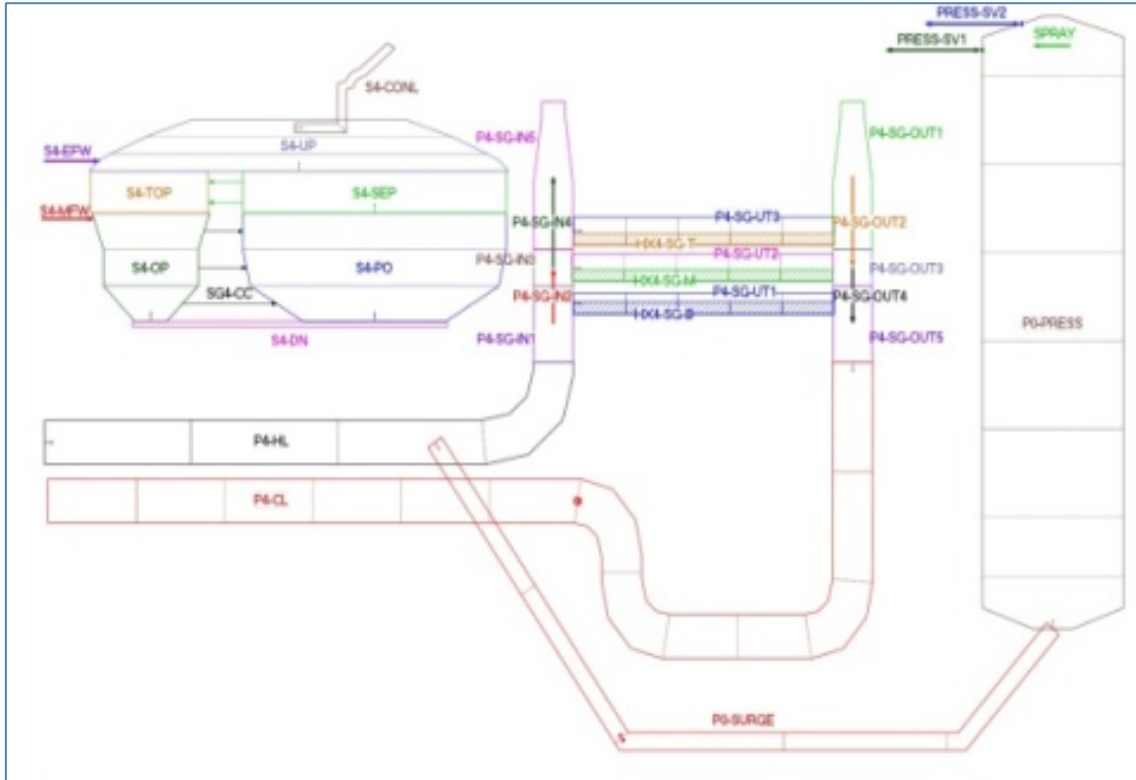 PRESS-SV2
PRESS-SV1
SPRAY
S4-CONL
S4-EFW
S4-UP
P4-SG-IN5
P4-SG-OUT1
S4-TOP
S4-SEP
S4-MFW
P4-SG-IN4
P4-SG-UT3
P4-SG-OUT2
HX4-SG-T
P4-SG-IN3
P4-SG-UT2
S4-OP
S4-PO
P4-SG-OUT3
HX4-SG-M
SG4-CC
P4-SG-IN2
P4-SG-UT1
P4-SG-OUT4
HX4-SG-B
P0-PRESS
S4-DN
P4-SG-IN1
P4-SG-OUT5
P4-HL
P4-CL
P0-SURGE